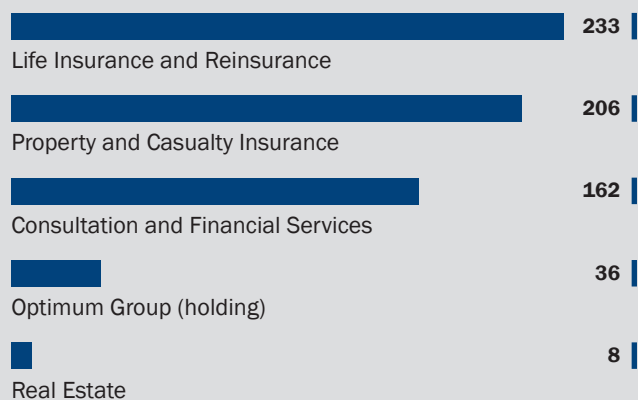 233
Life Insurance and Reinsurance
206
Property and Casualty Insurance
162
Consultation and Financial Services
36
Optimum Group (holding)
8
Real Estate